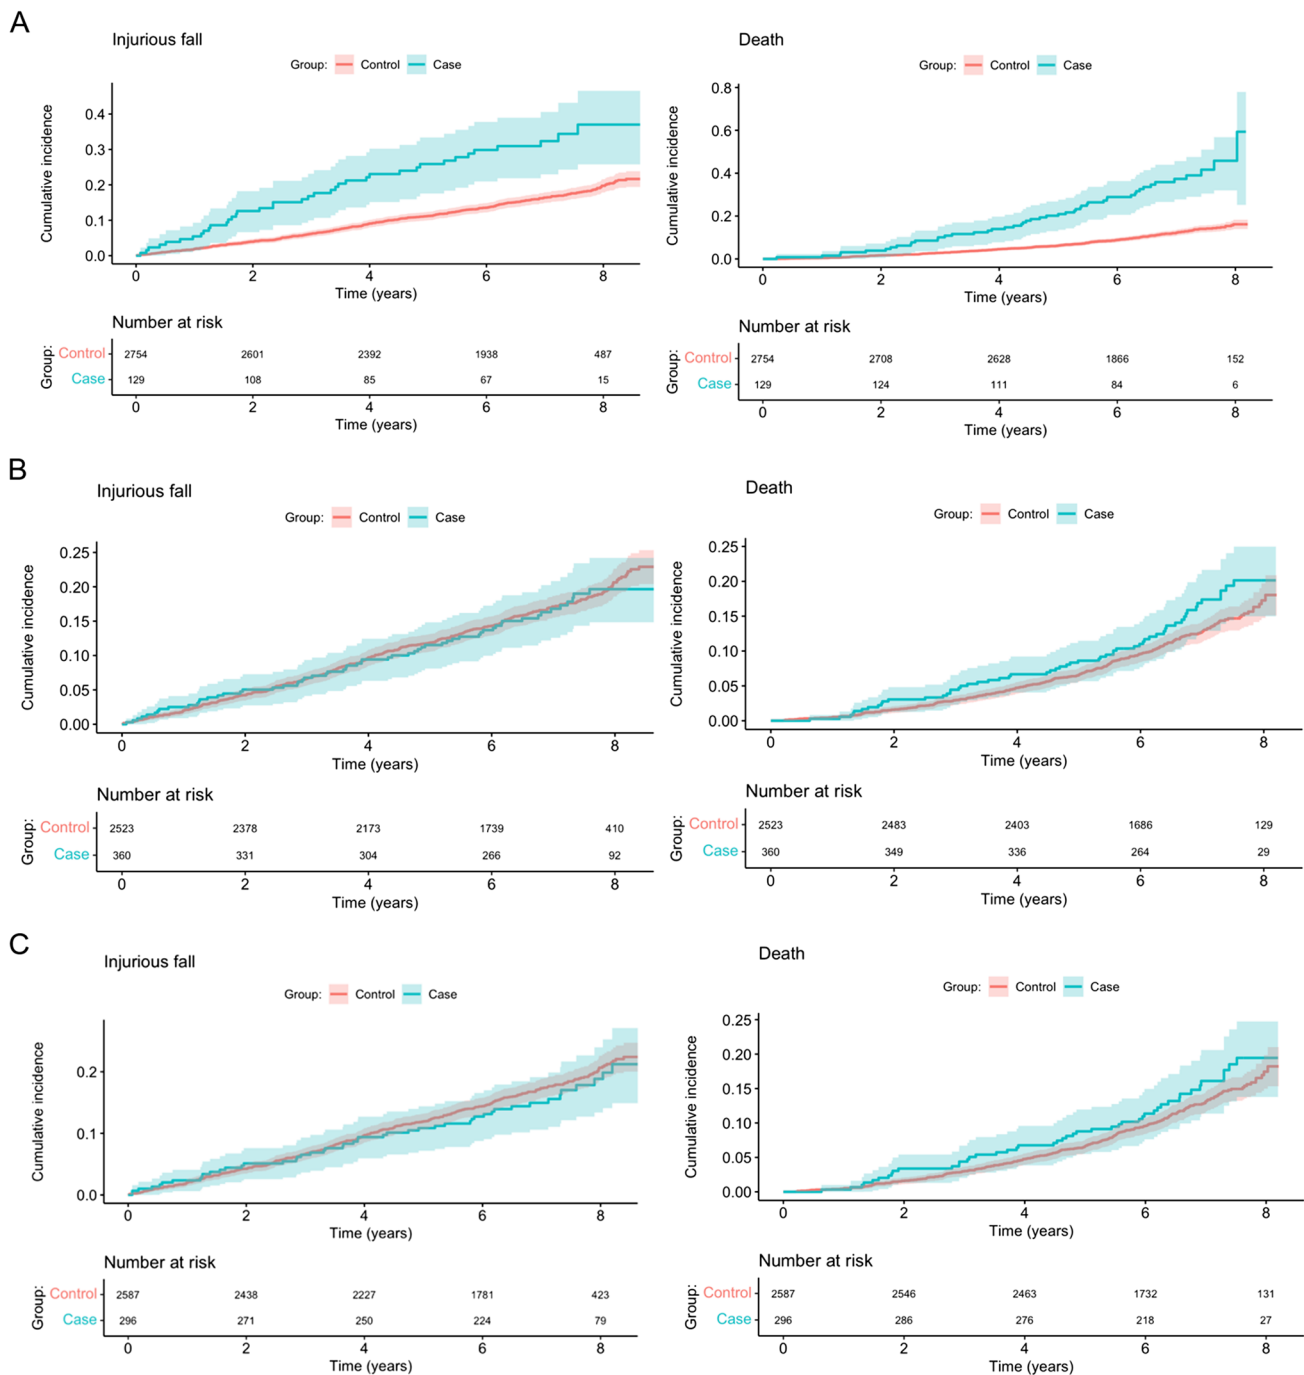 A
Injurious fall
Group: Control Case
Cumulative incidence
0.4
0.3
0.2
0.1
0.0
0 2 4 6 8
Time (years)
Number at risk
Group:
Control 2754 2601 2392 1938 487
Case 129 108 85 67 15
0 2 4 6 8
Time (years)
Death
Group: Control Case
Cumulative incidence
0.8
0.6
0.4
0.2
0.0
0 2 4 6 8
Time (years)
Number at risk
Group:
Control 2754 2708 2628 1866 152
Case 129 124 111 84 6
0 2 4 6 8
Time (years)
B
Injurious fall
Group: Control Case
Cumulative incidence
0.25
0.20
0.15
0.10
0.05
0.00
0 2 4 6 8
Time (years)
Number at risk
Group:
Control 2523 2378 2173 1739 410
Case 360 331 304 266 92
0 2 4 6 8
Time (years)
Death
Group: Control Case
Cumulative incidence
0.25
0.20
0.15
0.10
0.05
0.00
0 2 4 6 8
Time (years)
Number at risk
Group:
Control 2523 2483 2403 1686 129
Case 360 349 336 264 29
0 2 4 6 8
Time (years)
C
Injurious fall
Group: Control Case
Cumulative incidence
0.2
0.1
0.0
0 2 4 6 8
Time (years)
Number at risk
Group:
Control 2587 2438 2227 1781 423
Case 296 271 250 224 79
0 2 4 6 8
Time (years)
Death
Group: Control Case
Cumulative incidence
0.25
0.20
0.15
0.10
0.05
0.00
0 2 4 6 8
Time (years)
Number at risk
Group:
Control 2587 2546 2463 1732 131
Case 296 286 276 218 27
0 2 4 6 8
Time (years)